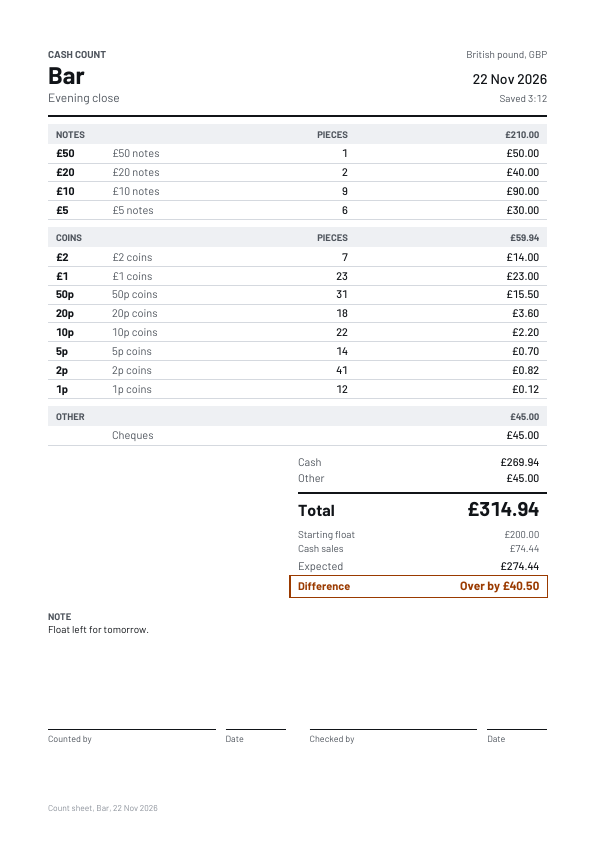 CASH COUNT British pound, GBP
Bar 22 Nov 2026
Evening close Saved 3:12
NOTES PIECES £210.00
£50 £50 notes 1 £50.00
£20 £20 notes 2 £40.00
£10 £10 notes 9 £90.00
£5 £5 notes 6 £30.00
COINS PIECES £59.94
£2 £2 coins 7 £14.00
£1 £1 coins 23 £23.00
50p 50p coins 31 £15.50
20p 20p coins 18 £3.60
10p 10p coins 22 £2.20
5p 5p coins 14 £0.70
2p 2p coins 41 £0.82
1p 1p coins 12 £0.12
OTHER £45.00
Cheques £45.00
Cash £269.94
Other £45.00
Total £314.94
Starting float £200.00
Cash sales £74.44
Expected £274.44
Difference Over by £40.50
NOTE
Float left for tomorrow.
Counted by Date Checked by Date
Count sheet, Bar, 22 Nov 2026